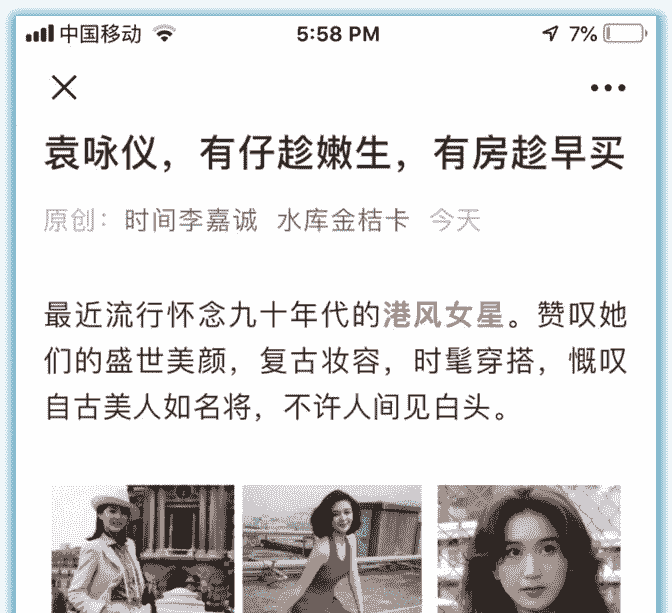 中国移动 5:58 PM 7%
袁咏仪，有仔趁嫩生，有房趁早买
原创： 时间李嘉诚 水库金桔卡 今天
最近流行怀念九十年代的港风女星。赞叹她
们的盛世美颜，复古妆容，时髦穿搭，慨叹
自古美人如名将，不许人间见白头。